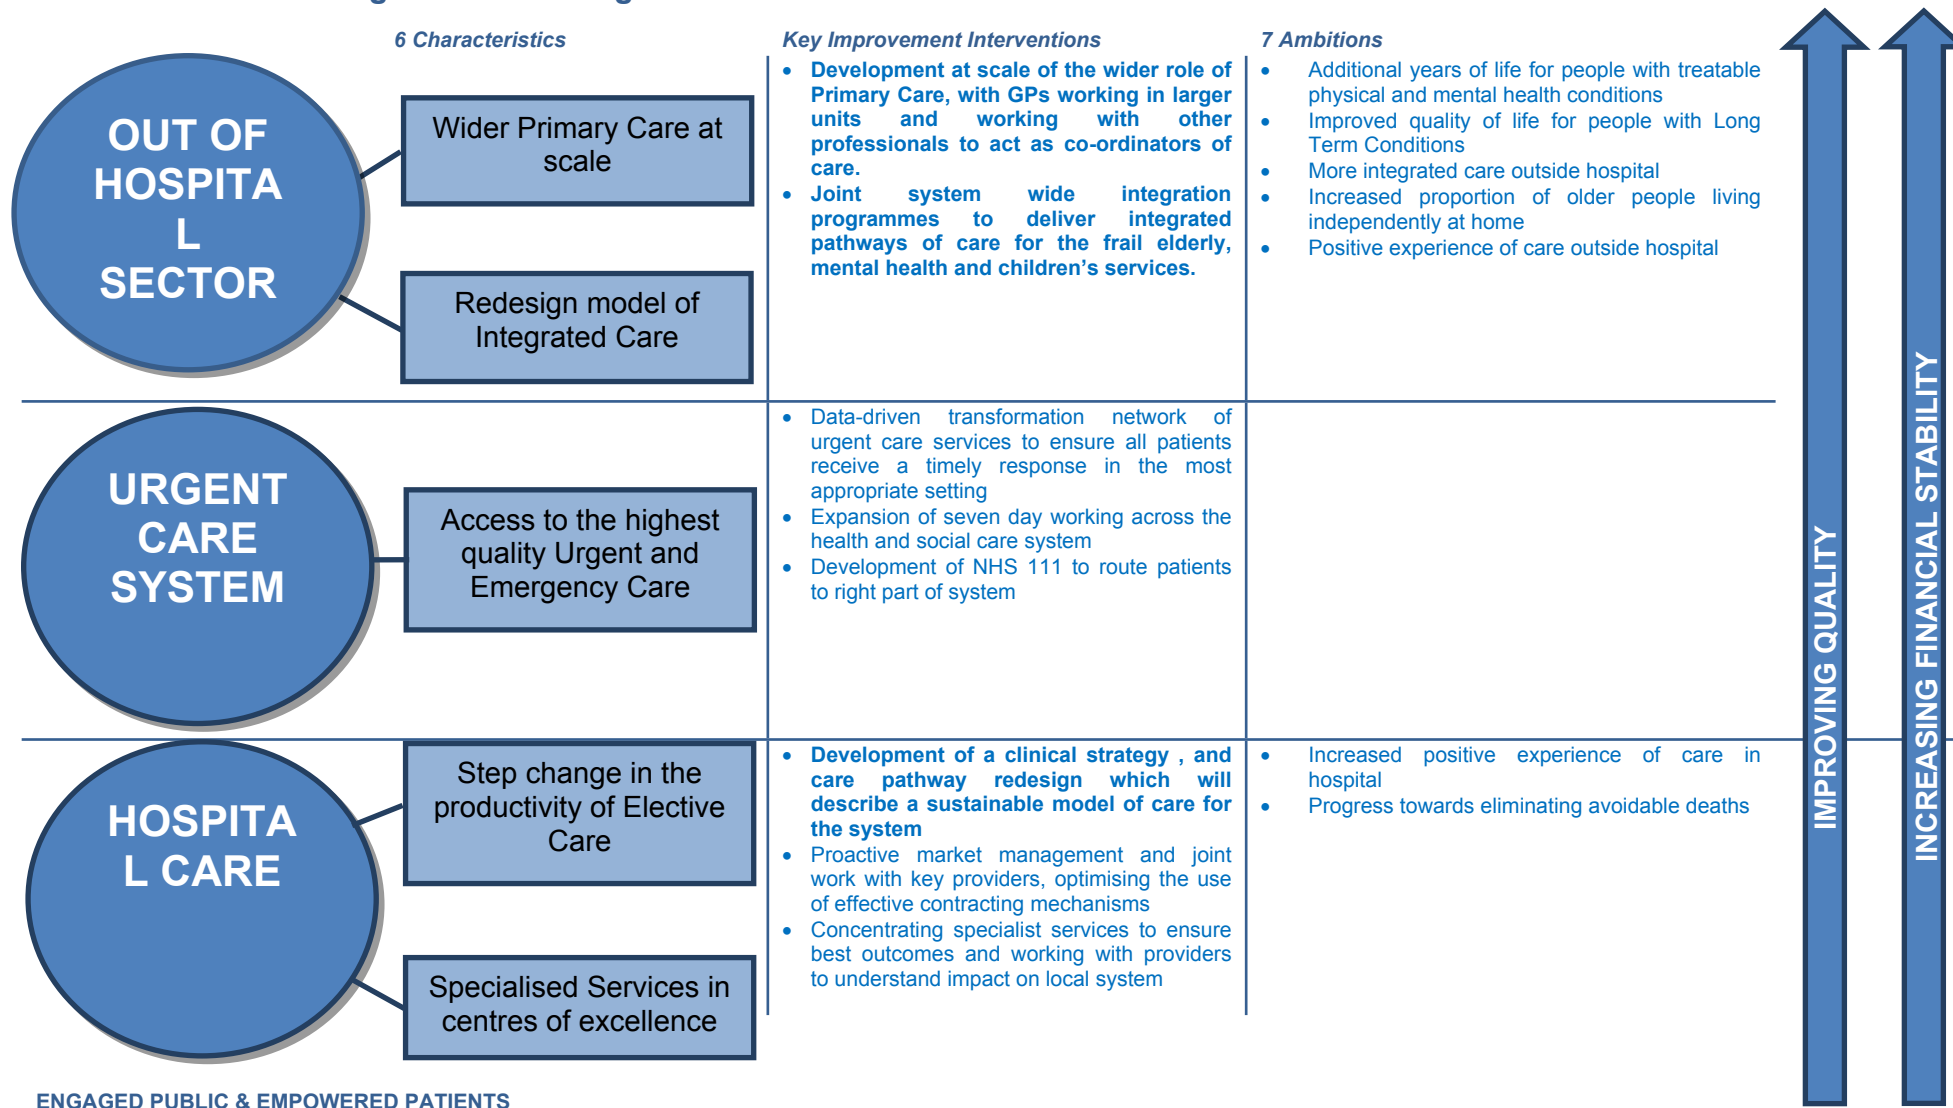 6 Characteristics
Key Improvement Interventions
7 Ambitions
OUT OF
HOSPITA
L
SECTOR
Wider Primary Care at
scale
Redesign model of
Integrated Care
• Development at scale of the wider role of
Primary Care, with GPs working in larger
units and working with other
professionals to act as co-ordinators of
care.
• Joint system wide integration
programmes to deliver integrated
pathways of care for the frail elderly,
mental health and children’s services.
• Additional years of life for people with treatable
physical and mental health conditions
• Improved quality of life for people with Long
Term Conditions
• More integrated care outside hospital
• Increased proportion of older people living
independently at home
• Positive experience of care outside hospital
URGENT
CARE
SYSTEM
Access to the highest
quality Urgent and
Emergency Care
• Data-driven transformation network of
urgent care services to ensure all patients
receive a timely response in the most
appropriate setting
• Expansion of seven day working across the
health and social care system
• Development of NHS 111 to route patients
to right part of system
HOSPITA
L CARE
Step change in the
productivity of Elective
Care
Specialised Services in
centres of excellence
• Development of a clinical strategy , and
care pathway redesign which will
describe a sustainable model of care for
the system
• Proactive market management and joint
work with key providers, optimising the use
of effective contracting mechanisms
• Concentrating specialist services to ensure
best outcomes and working with providers
to understand impact on local system
• Increased positive experience of care in
hospital
• Progress towards eliminating avoidable deaths
IMPROVING QUALITY
INCREASING FINANCIAL STABILITY
ENGAGED PUBLIC & EMPOWERED PATIENTS